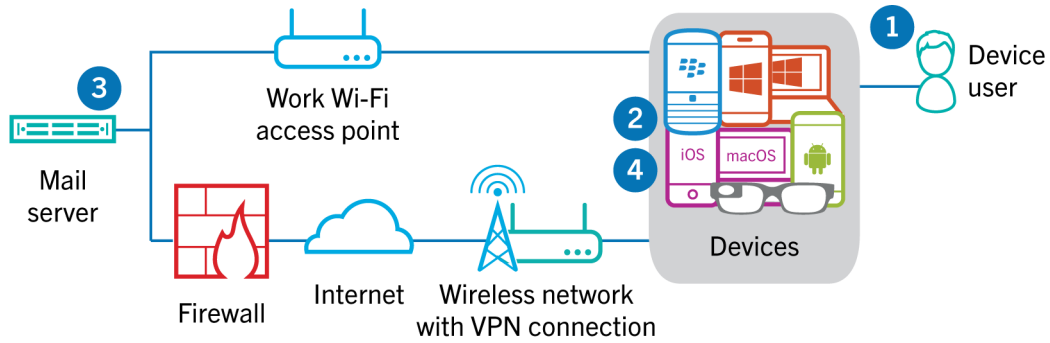 1
Device
user
3
Work Wi-Fi
access point
2
iOS
macOS
4
Mail
server
Devices
Firewall
Internet
Wireless network
with VPN connection